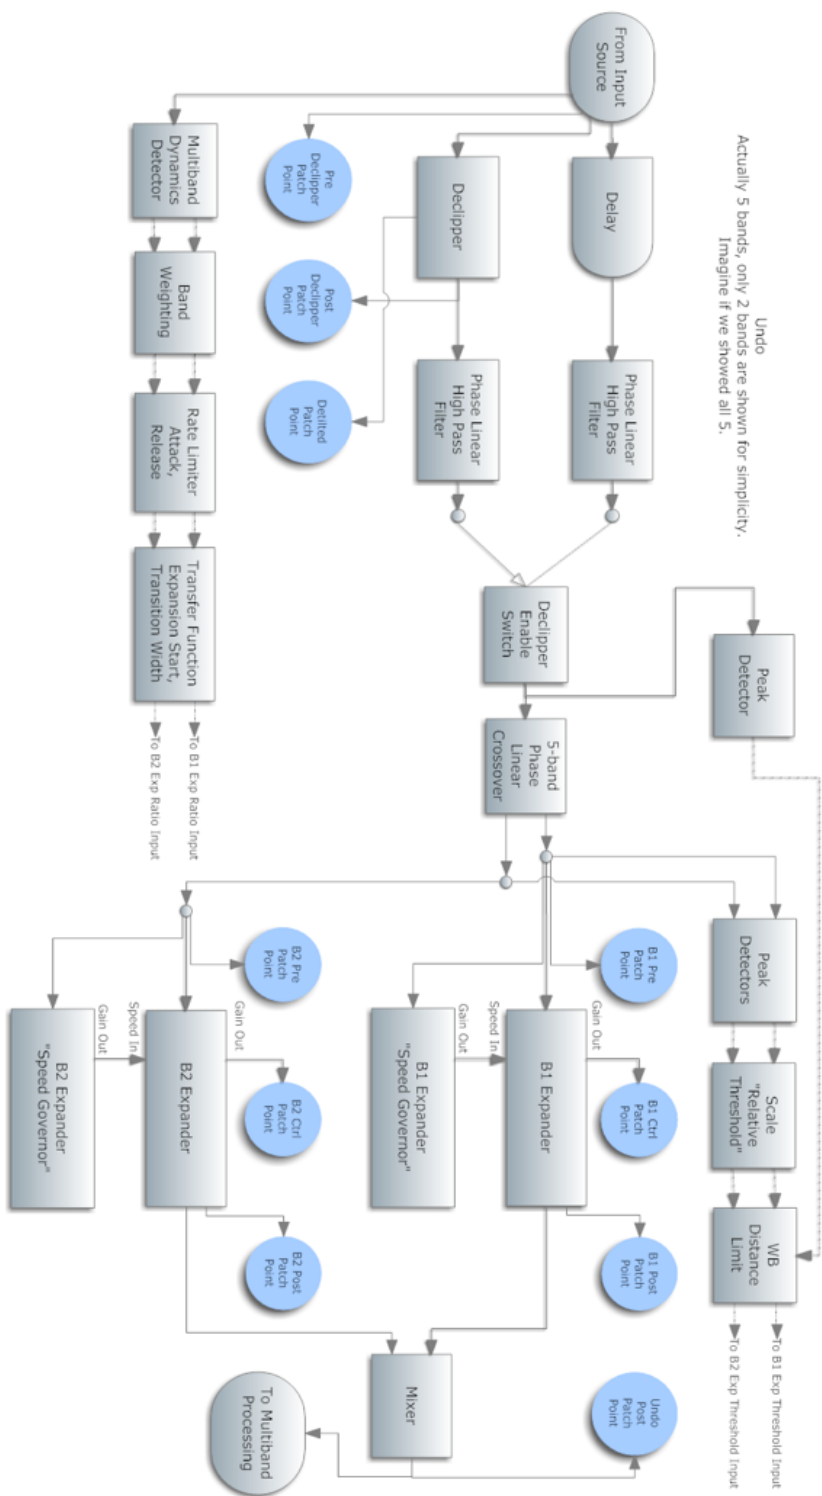 Undo
Actually 5 bands, only 2 bands are shown for simplicity.
Imagine if we showed all 5.
From Input
Source
Delay
Phase Linear
High Pass
Filter
Declipper
Phase Linear
High Pass
Filter
Pre
Declipper
Patch
Point
Post
Declipper
Patch
Point
Detilted
Patch
Point
Multiband
Dynamics
Detector
Band
Weighting
Rate Limiter
Attack,
Release
Transfer Function
Expansion Start,
Transition Width
To B1 Exp Ratio Input
To B2 Exp Ratio Input
Declipper
Enable
Switch
Peak
Detector
5-band
Phase
Linear
Crossover
Peak
Detectors
Scale
"Relative
Threshold"
WB
Distance
Limit
To B1 Exp Threshold Input
To B2 Exp Threshold Input
B1 Pre
Patch
Point
B1 Ctrl
Patch
Point
B1 Post
Patch
Point
Gain Out
B1 Expander
Speed In
Gain Out
B1 Expander
"Speed Governor"
B2 Pre
Patch
Point
B2 Ctrl
Patch
Point
B2 Post
Patch
Point
Gain Out
B2 Expander
Speed In
Gain Out
B2 Expander
"Speed Governor"
Mixer
Undo
Post
Patch
Point
To Multiband
Processing